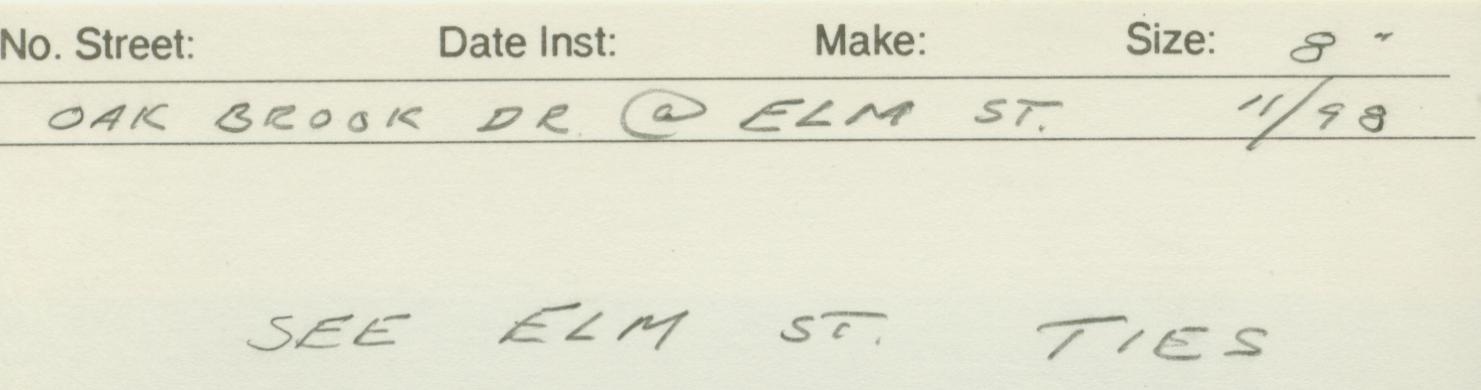 No. Street: Date Inst: Make: Size: 8"
OAK BROOK DR. @ ELM ST. 11/98
SEE ELM ST. TIES